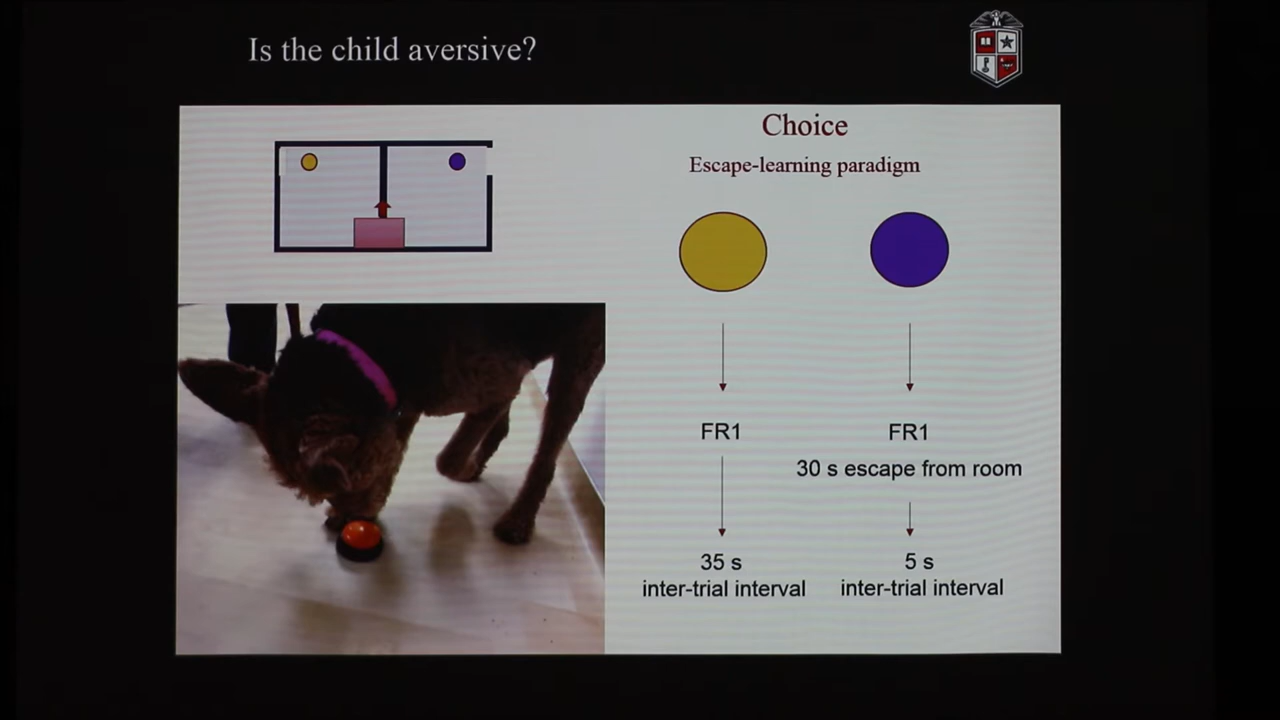 Is the child aversive?
Choice
Escape-learning paradigm
FR1
FR1
30 s escape from room
35 s
inter-trial interval
5 s
inter-trial interval